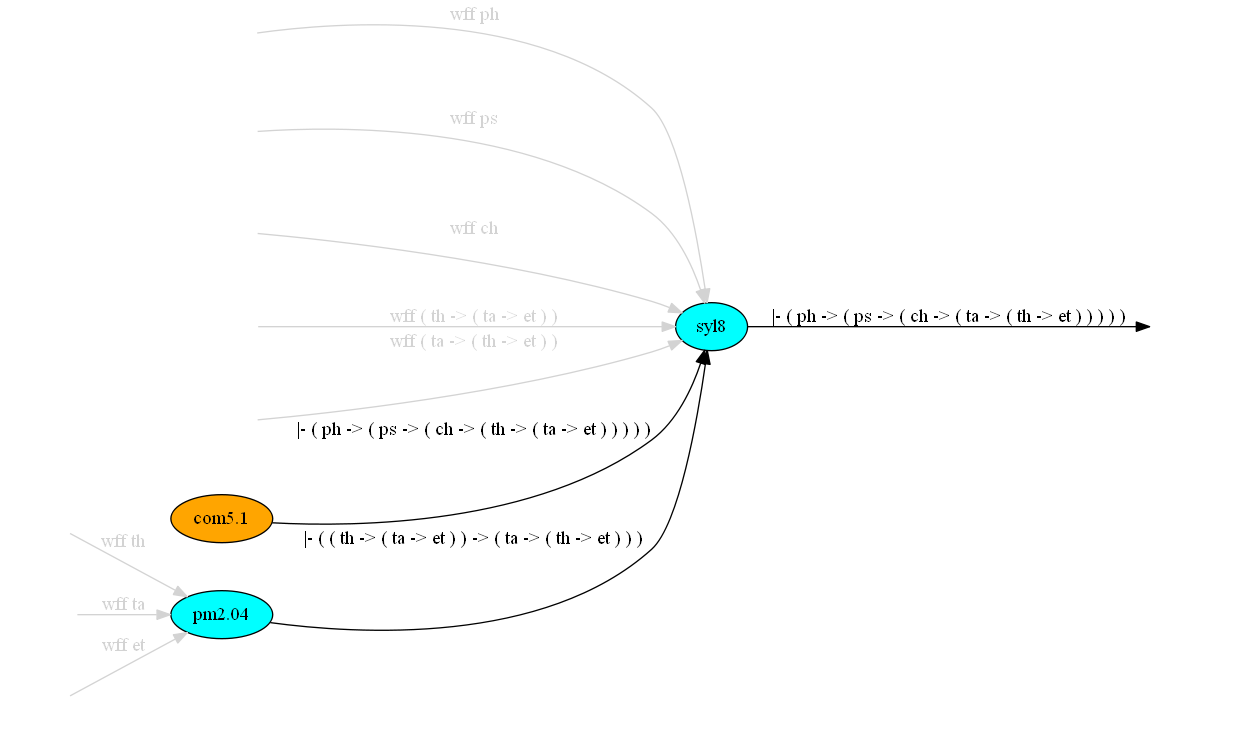 wff ph
wff ps
wff ch
wff ( th -> ( ta -> et ) )
syl8
|- ( ph -> ( ps -> ( ch -> ( ta -> ( th -> et ) ) ) ) )
wff ( ta -> ( th -> et ) )
|- ( ph -> ( ps -> ( ch -> ( th -> ( ta -> et ) ) ) ) )
com5.1
|- ( ( th -> ( ta -> et ) ) -> ( ta -> ( th -> et ) ) )
wff th
wff ta
pm2.04
wff et